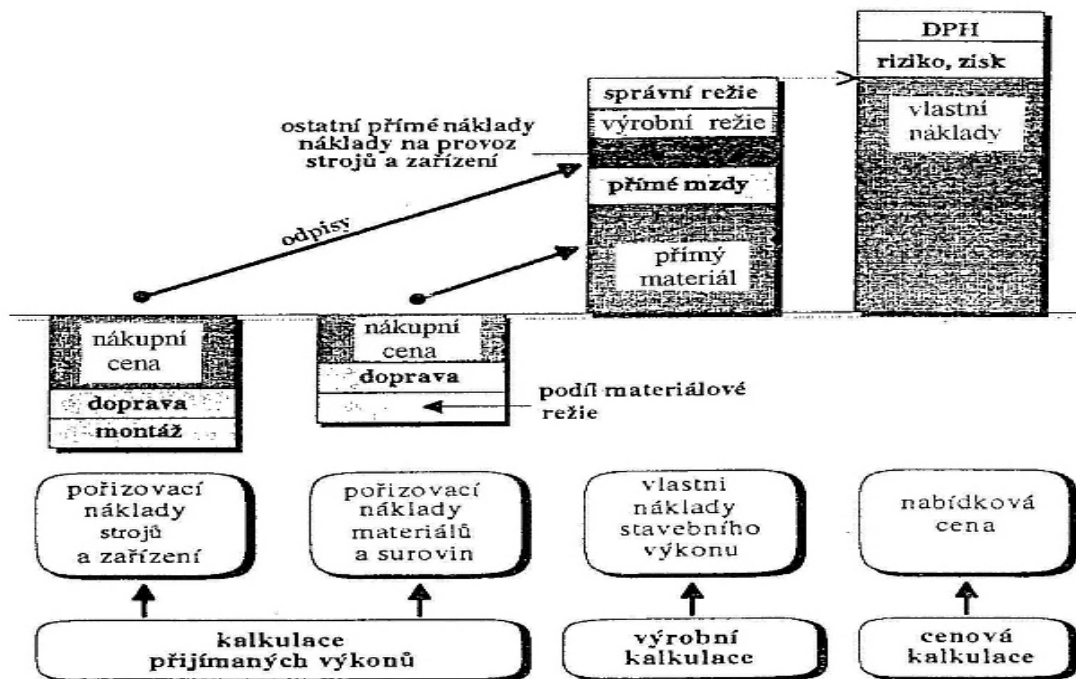 DPH
riziko, zisk
vlastní
náklady
správní režie
výrobní režie
přímé mzdy
přímý
materiál
ostatní přímé náklady
náklady na provoz
strojů a zařízení
odpisy
nákupní
cena
doprava
montáž
nákupní
cena
doprava
podíl materiálové
režie
pořizovací
náklady
strojů
a zařízení
pořizovací
náklady
materiálů
a surovin
vlastni
náklady
stavebního
výkonu
nabídková
cena
kalkulace
přijímaných výkonů
výrobní
kalkulace
cenová
kalkulace